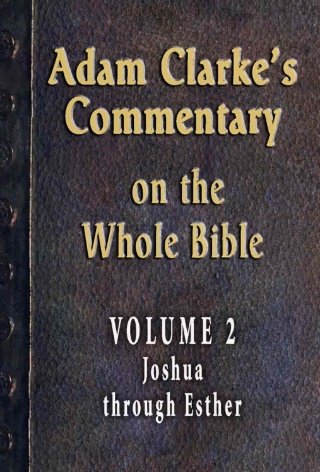 Adam Clarke's
Commentary
on the
Whole Bible
VOLUME 2
Joshua
through Esther